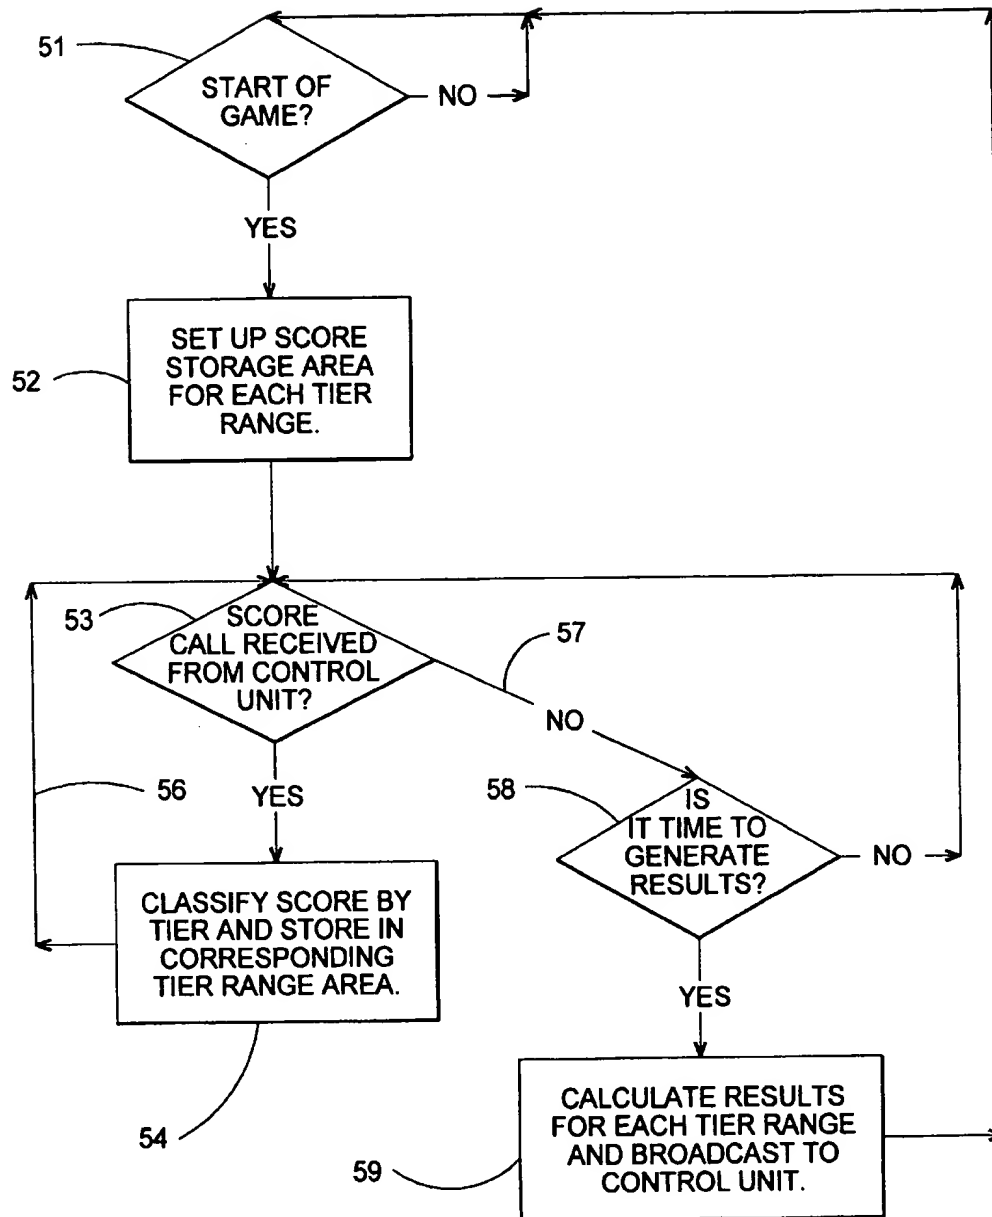 51
START OF
GAME?
NO
YES
SET UP SCORE
STORAGE AREA
FOR EACH TIER
RANGE.
52
53
SCORE
CALL RECEIVED
FROM CONTROL
UNIT?
57
NO
56
YES
58
IS
IT TIME TO
GENERATE
RESULTS?
NO
CLASSIFY SCORE BY
TIER AND STORE IN
CORRESPONDING
TIER RANGE AREA.
54
YES
CALCULATE RESULTS
FOR EACH TIER RANGE
AND BROADCAST TO
CONTROL UNIT.
59